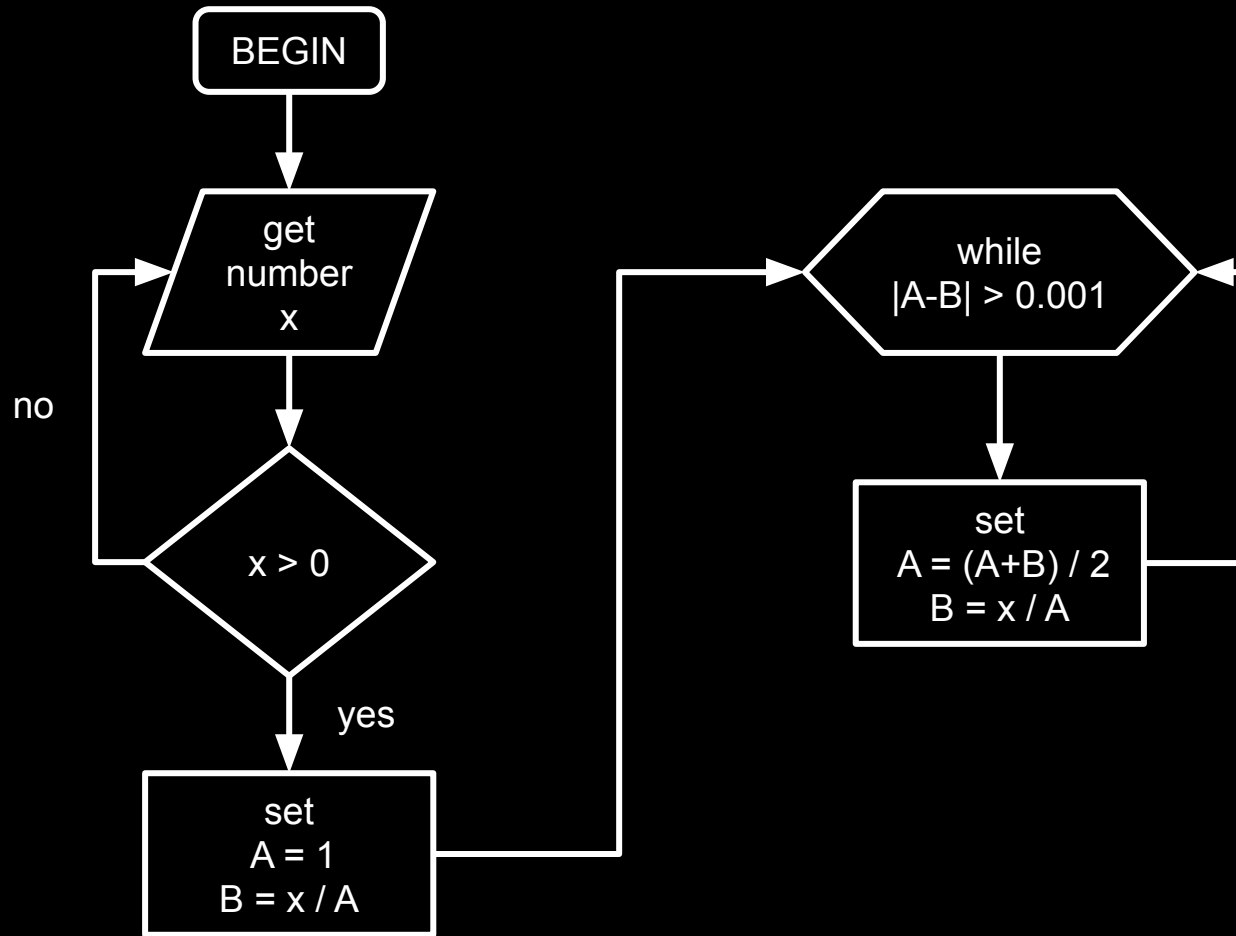 BEGIN
get
number
x
no
x > 0
yes
set
A = 1
B = x / A
while
|A-B| > 0.001
set
A = (A+B) / 2
B = x / A